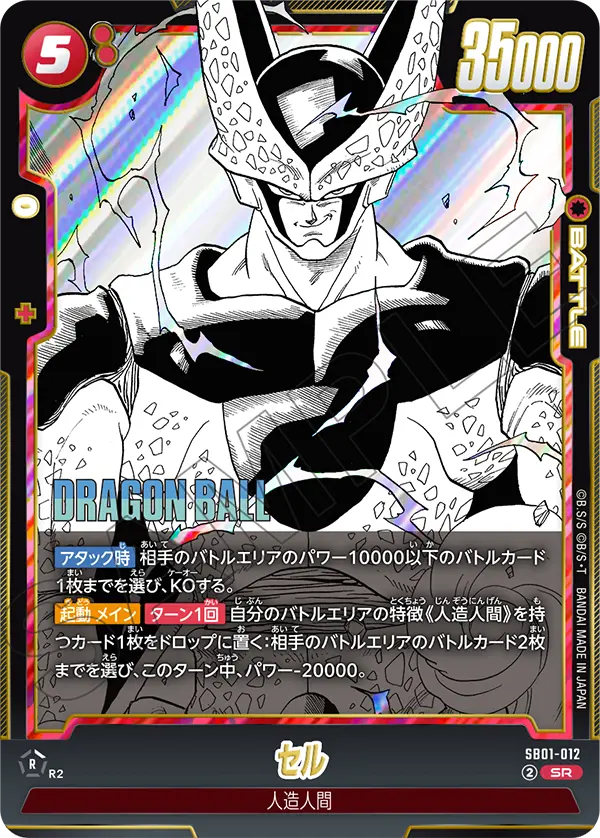 5
35000
0
+
BATTLE
SAMPLE
DRAGON BALL
アタック時 相手のバトルエリアのパワー10000以下のバトルカード
1枚までを選び、KOする。
起動メイン ターン1回 自分のバトルエリアの特徴《人造人間》を持
つカード1枚をドロップに置く:相手のバトルエリアのバトルカード2枚
までを選び、このターン中、パワー-20000。
©B.S/S ©B/S・T BANDAI MADE IN JAPAN
セル
SB01-012
R R2
2 SR
人造人間